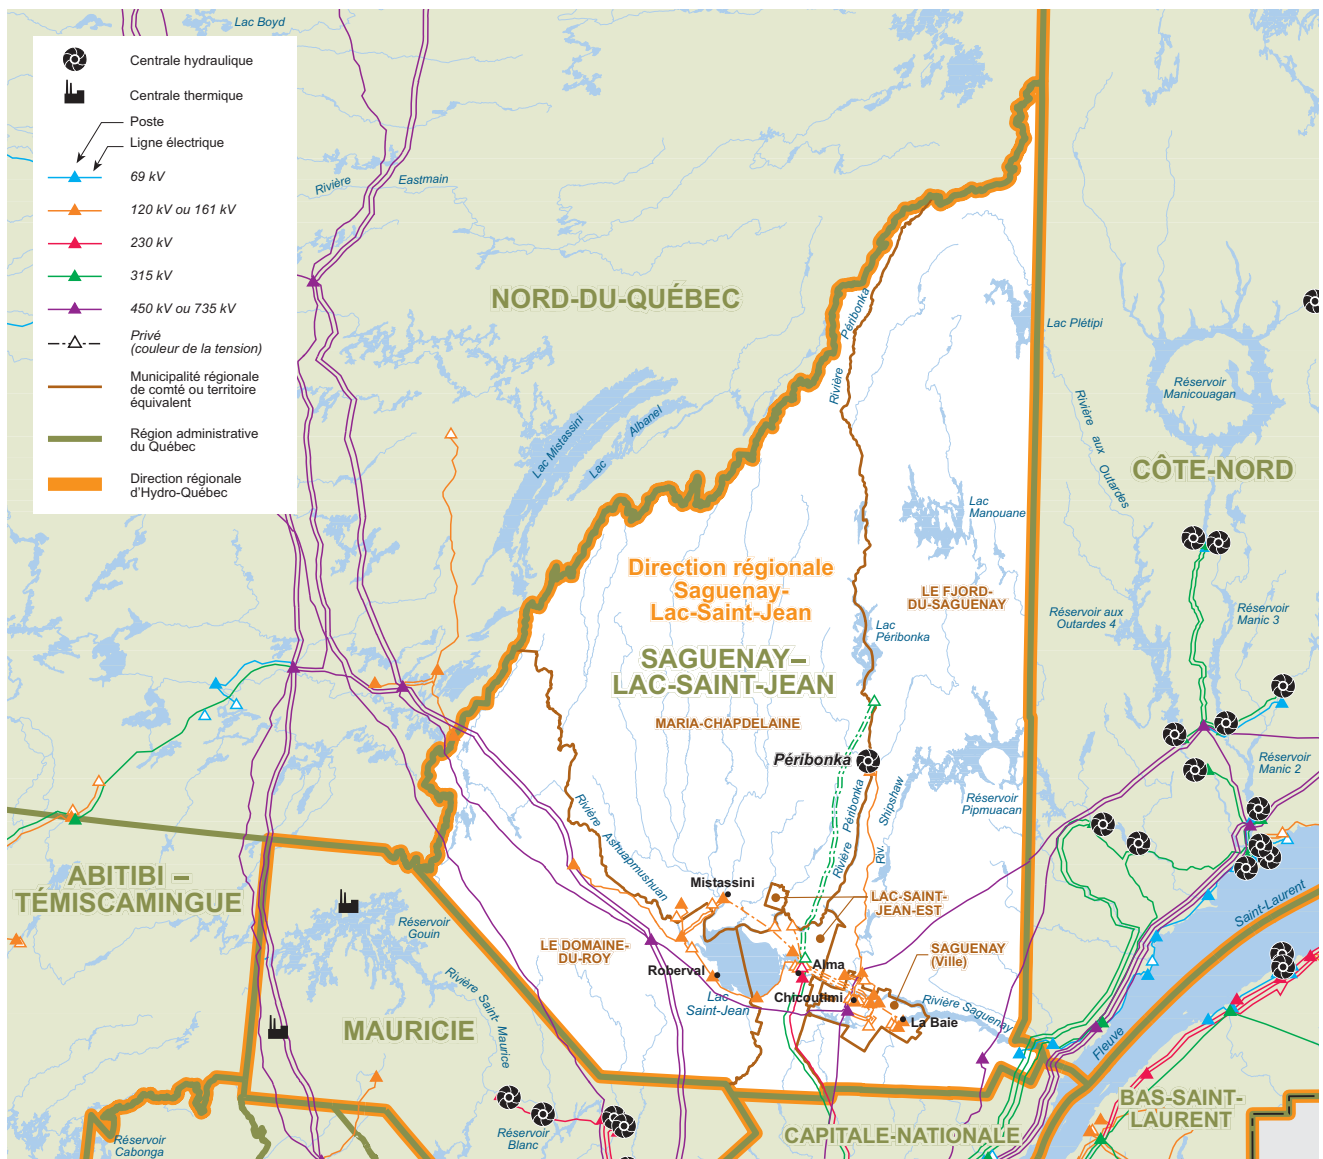 Centrale hydraulique
Centrale thermique
Poste
Ligne électrique
69 kV
120 kV ou 161 kV
230 kV
315 kV
450 kV ou 735 kV
Privé
(couleur de la tension)
Municipalité régionale
de comté ou territoire
équivalent
Région administrative
du Québec
Direction régionale
d'Hydro-Québec
Lac Boyd
Rivière
Eastmain
NORD-DU-QUÉBEC
Rivière
Péribonka
Lac Plétipi
Réservoir
Manicouagan
Rivière aux Outardes
CÔTE-NORD
Lac Mistassini
Lac
Albanel
Lac
Manouane
Direction régionale
Saguenay-
Lac-Saint-Jean
LE FJORD-
DU-SAGUENAY
Réservoir aux
Outardes 4
Réservoir
Manic 3
Lac
Péribonka
SAGUENAY–
LAC-SAINT-JEAN
MARIA-CHAPDELAINE
Péribonka
Réservoir
Manic 2
Réservoir
Pipmuacan
Rivière Péribonka
Riv. Shipshaw
Rivière Ashuapmushuan
ABITIBI –
TÉMISCAMINGUE
Mistassini
LAC-SAINT-
JEAN-EST
Saint-Laurent
Réservoir
Gouin
LE DOMAINE-
DU-ROY
SAGUENAY
(Ville)
Roberval
Alma
Lac
Saint-Jean
Chicoutimi
Rivière Saguenay
La Baie
Rivière Saint-Maurice
MAURICIE
Fleuve
BAS-SAINT-
LAURENT
CAPITALE-NATIONALE
Réservoir
Blanc
Réservoir
Cabonga